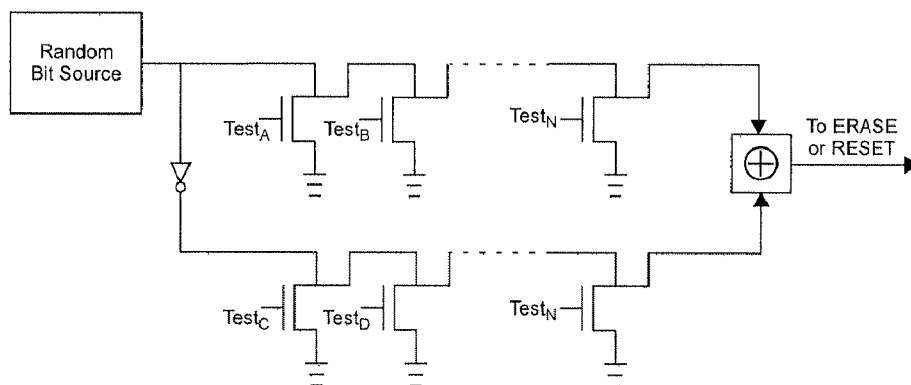 Random
Bit Source
Test_A
Test_B
Test_N
To ERASE
or RESET
Test_C
Test_D
Test_N